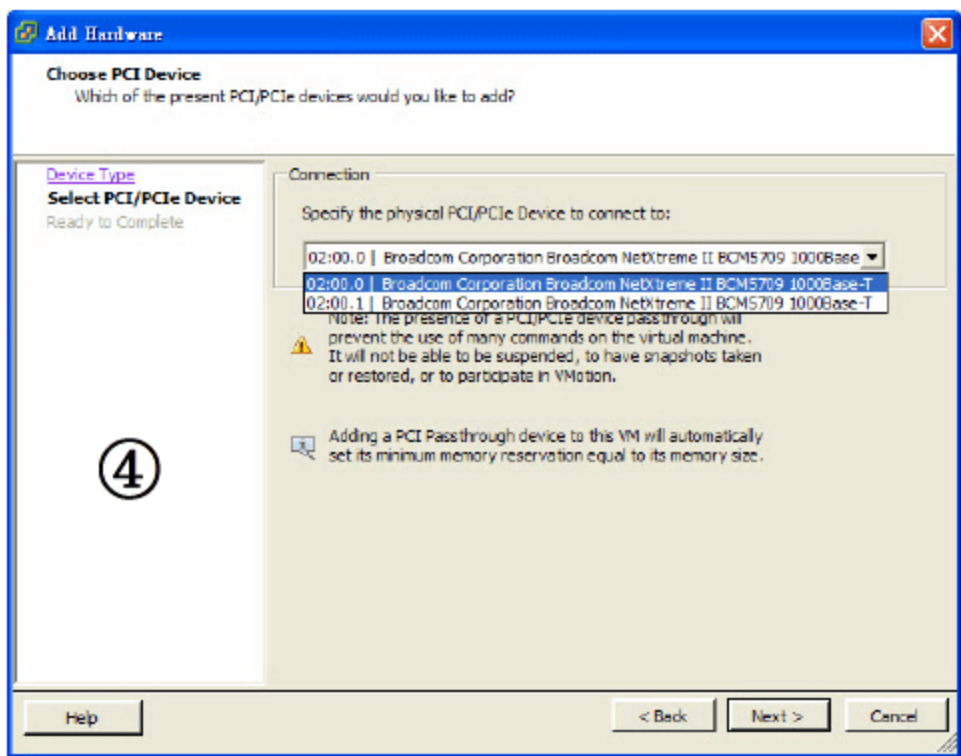 Add Hardware
Choose PCI Device
Which of the present PCI/PCIe devices would you like to add?
Device Type
Select PCI/PCIe Device
Ready to Complete
Connection
Specify the physical PCI/PCIe Device to connect to:
02:00.0 | Broadcom Corporation Broadcom NetXtreme II BCM5709 1000Base
02:00.0 | Broadcom Corporation Broadcom NetXtreme II BCM5709 1000Base-T
02:00.1 | Broadcom Corporation Broadcom NetXtreme II BCM5709 1000Base-T
Note: The presence of a PCI/PCIe device passthrough will
prevent the use of many commands on the virtual machine.
It will not be able to be suspended, to have snapshots taken
or restored, or to participate in VMotion.
Adding a PCI Passthrough device to this VM will automatically
set its minimum memory reservation equal to its memory size.
④
Help
< Back
Next >
Cancel